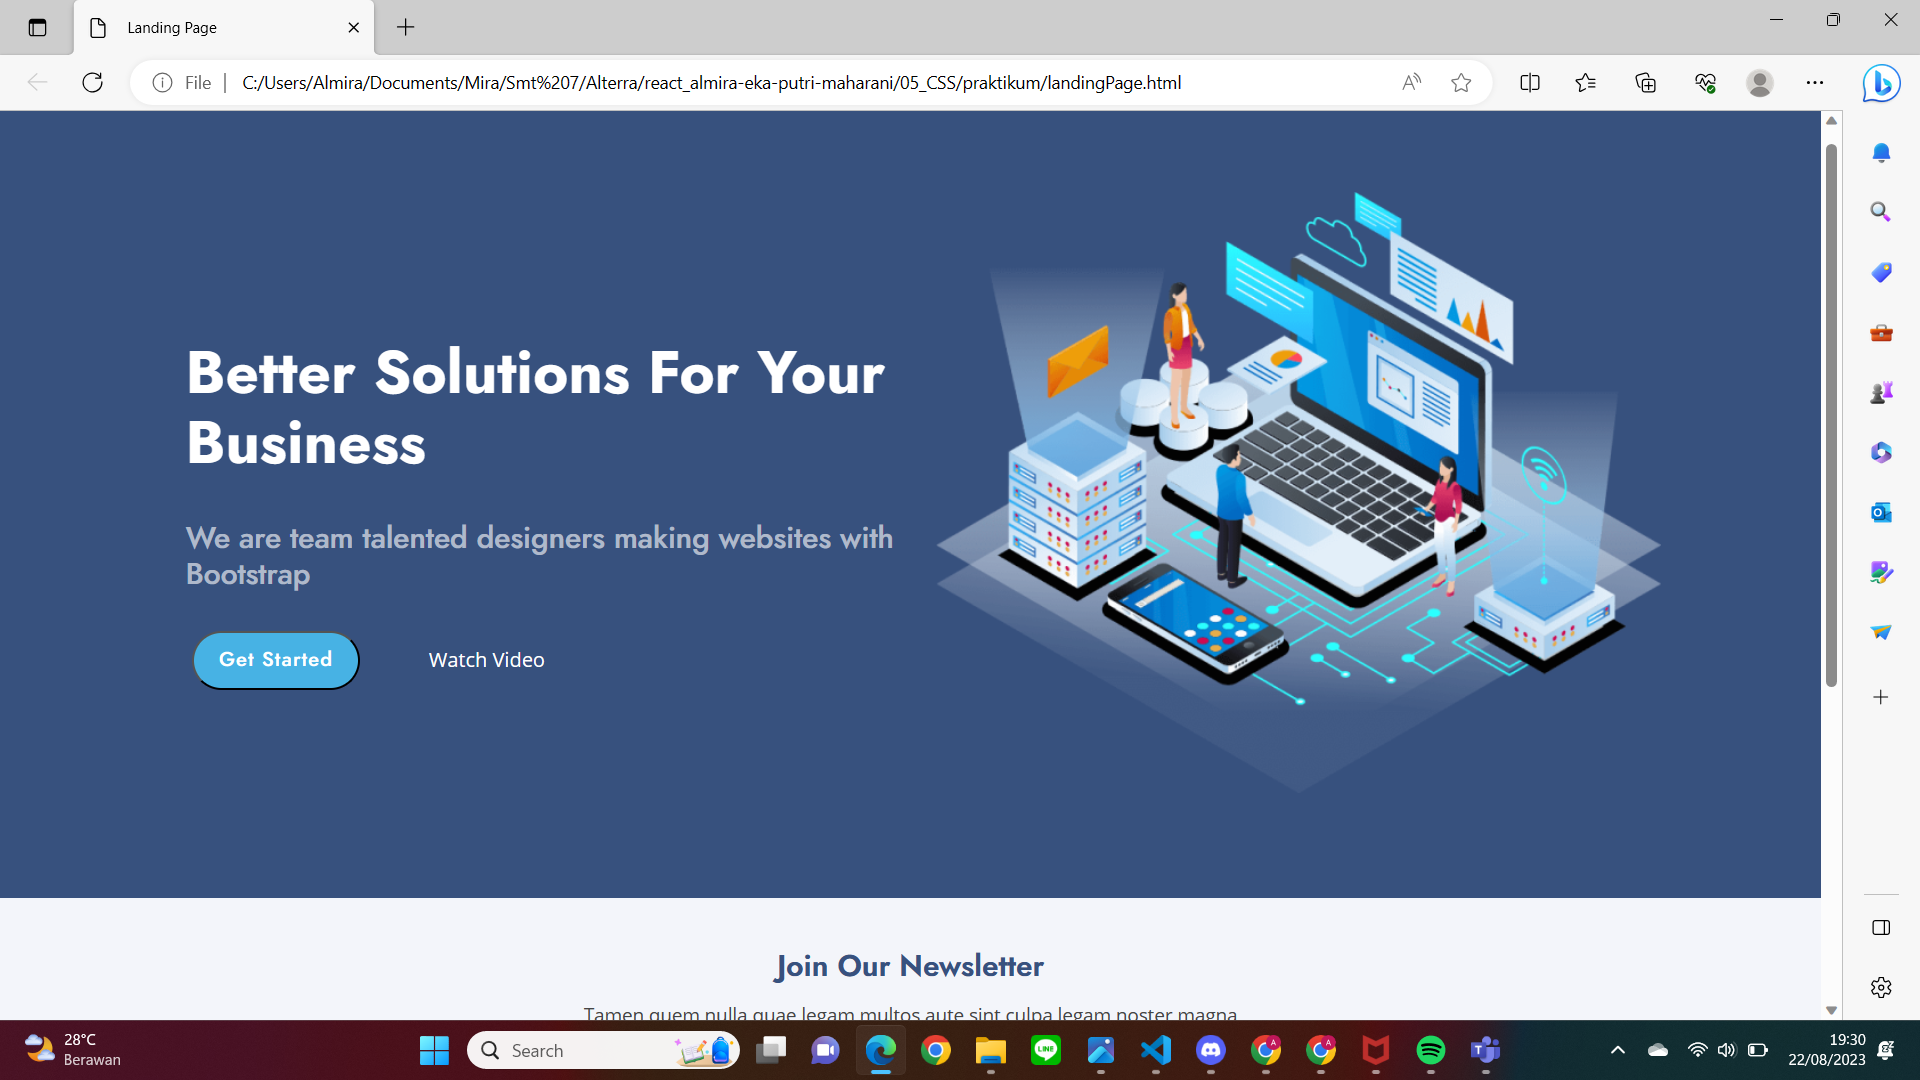 Landing Page
File
C:/Users/Almira/Documents/Mira/Smt%207/Alterra/react_almira-eka-putri-maharani/05_CSS/praktikum/landingPage.html
Better Solutions For Your
Business
We are team talented designers making websites with
Bootstrap
Get Started
Watch Video
Join Our Newsletter
Tamen quem nulla quae legam multos aute sint culpa legam noster magna
28°C
Berawan
Search
19:30
22/08/2023